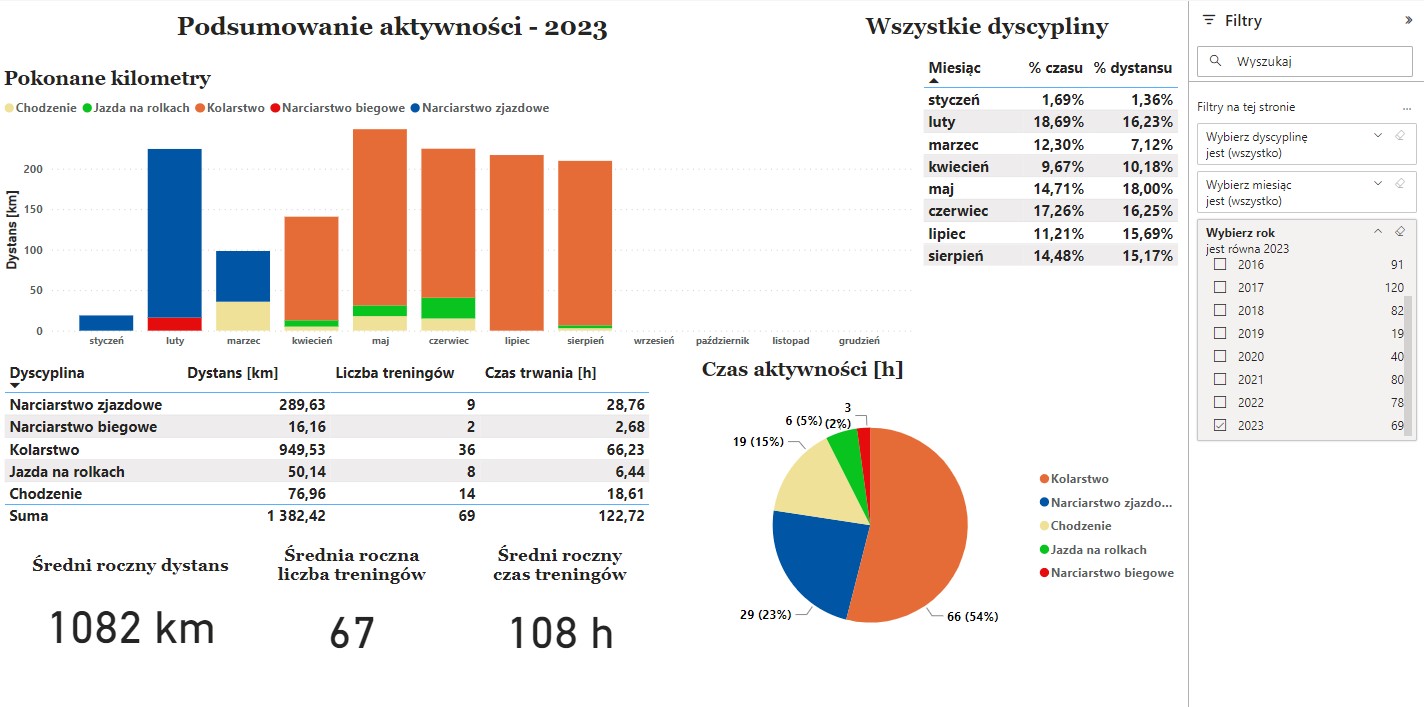 Podsumowanie aktywności - 2023
Pokonane kilometry
Chodzenie Jazda na rolkach Kolarstwo Narciarstwo biegowe Narciarstwo zjazdowe
Dystans [km]
200
150
100
50
0
styczeń luty marzec kwiecień maj czerwiec lipiec sierpień wrzesień październik listopad grudzień
Dyscyplina Dystans [km] Liczba treningów Czas trwania [h]
Narciarstwo zjazdowe 289,63 9 28,76
Narciarstwo biegowe 16,16 2 2,68
Kolarstwo 949,53 36 66,23
Jazda na rolkach 50,14 8 6,44
Chodzenie 76,96 14 18,61
Suma 1 382,42 69 122,72
Średni roczny dystans
1082 km
Średnia roczna
liczba treningów
67
Średni roczny
czas treningów
108 h
Wszystkie dyscypliny
Miesiąc % czasu % dystansu
styczeń 1,69% 1,36%
luty 18,69% 16,23%
marzec 12,30% 7,12%
kwiecień 9,67% 10,18%
maj 14,71% 18,00%
czerwiec 17,26% 16,25%
lipiec 11,21% 15,69%
sierpień 14,48% 15,17%
Czas aktywności [h]
3
(2%)
6 (5%)
19 (15%)
29 (23%)
66 (54%)
Kolarstwo
Narciarstwo zjazdo...
Chodzenie
Jazda na rolkach
Narciarstwo biegowe
Filtry
Wyszukaj
Filtry na tej stronie ...
Wybierz dyscyplinę
jest (wszystko)
Wybierz miesiąc
jest (wszystko)
Wybierz rok
jest równa 2023
2016 91
2017 120
2018 82
2019 19
2020 40
2021 80
2022 78
2023 69